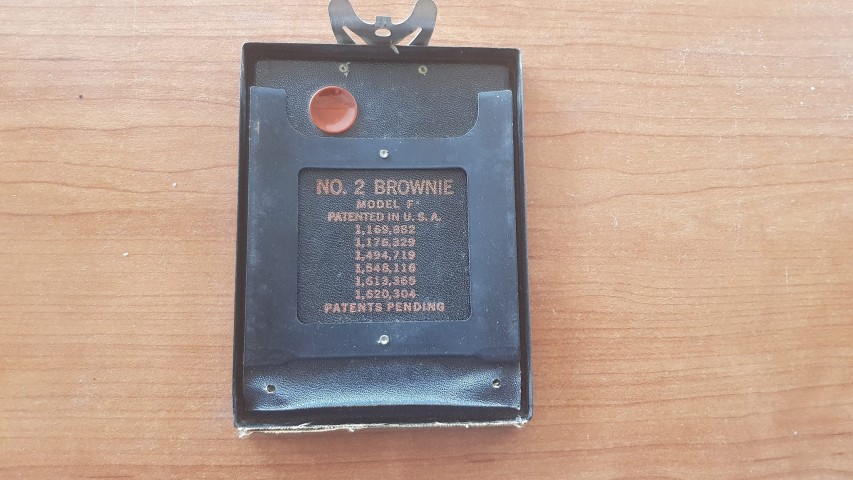 NO. 2 BROWNIE
MODEL F
PATENTED IN U.S.A.
1,169,882
1,176,329
1,494,719
1,548,116
1,613,365
1,620,304
PATENTS PENDING